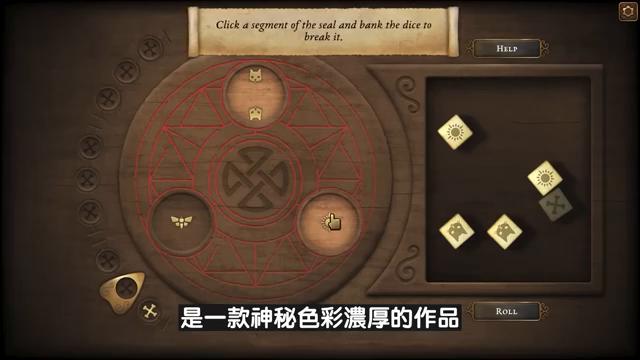 Click a segment of the seal and bank the dice to
break it.
Help
Roll
是一款神秘色彩濃厚的作品